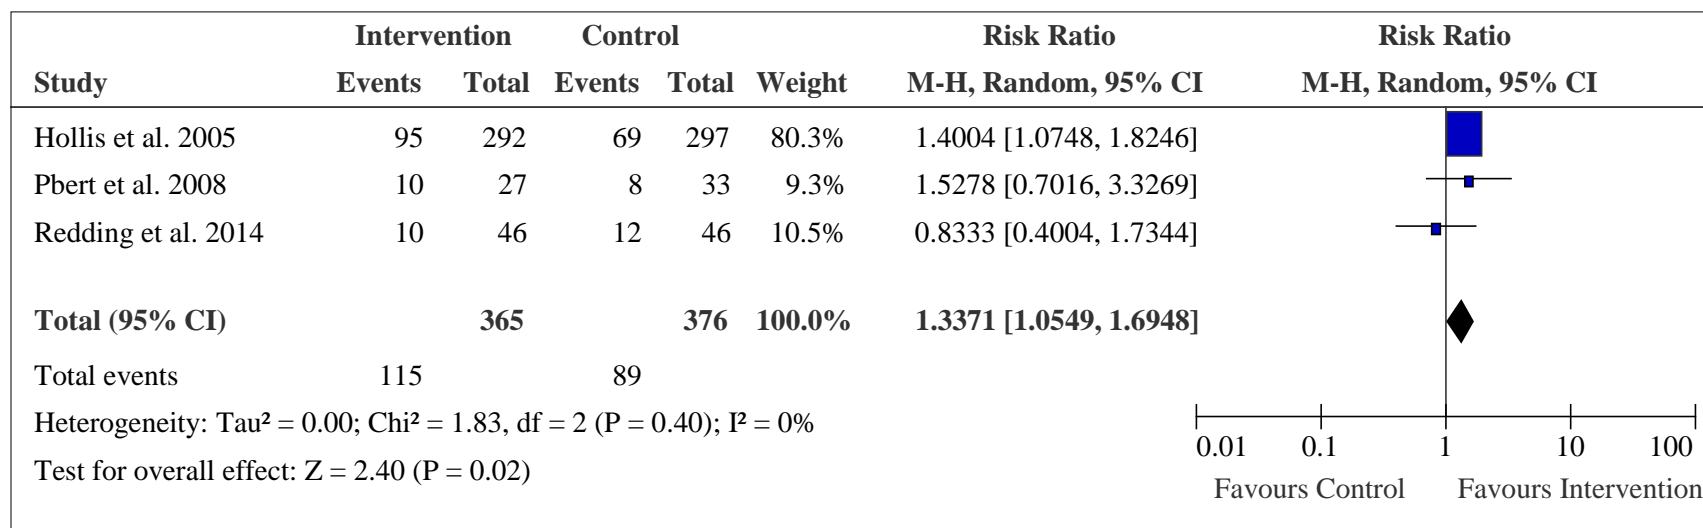 Intervention Control Risk Ratio Risk Ratio
Study Events Total Events Total Weight M-H, Random, 95% CI M-H, Random, 95% CI
Hollis et al. 2005 95 292 69 297 80.3% 1.4004 [1.0748, 1.8246]
Pbert et al. 2008 10 27 8 33 9.3% 1.5278 [0.7016, 3.3269]
Redding et al. 2014 10 46 12 46 10.5% 0.8333 [0.4004, 1.7344]
Total (95% CI) 365 376 100.0% 1.3371 [1.0549, 1.6948]
Total events 115 89
Heterogeneity: Tau² = 0.00; Chi² = 1.83, df = 2 (P = 0.40); I² = 0%
Test for overall effect: Z = 2.40 (P = 0.02)
0.01 0.1 1 10 100
Favours Control Favours Intervention